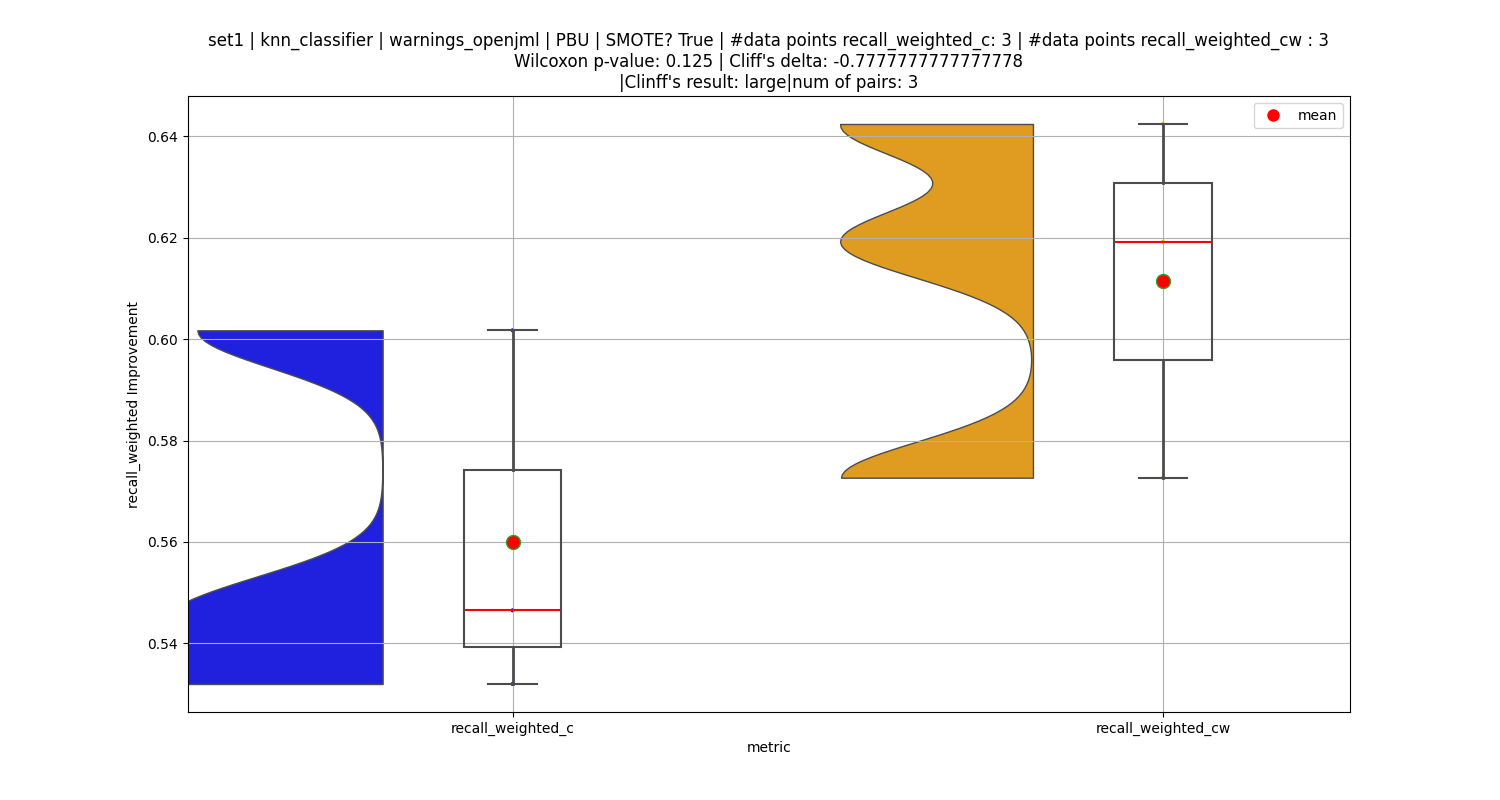 set1 | knn_classifier | warnings_openjml | PBU | SMOTE? True | #data points recall_weighted_c: 3 | #data points recall_weighted_cw : 3
Wilcoxon p-value: 0.125 | Cliff's delta: -0.7777777777777778
|Clinff's result: large|num of pairs: 3
mean
0.64
0.62
0.60
0.58
0.56
0.54
recall_weighted Improvement
recall_weighted_c
recall_weighted_cw
metric